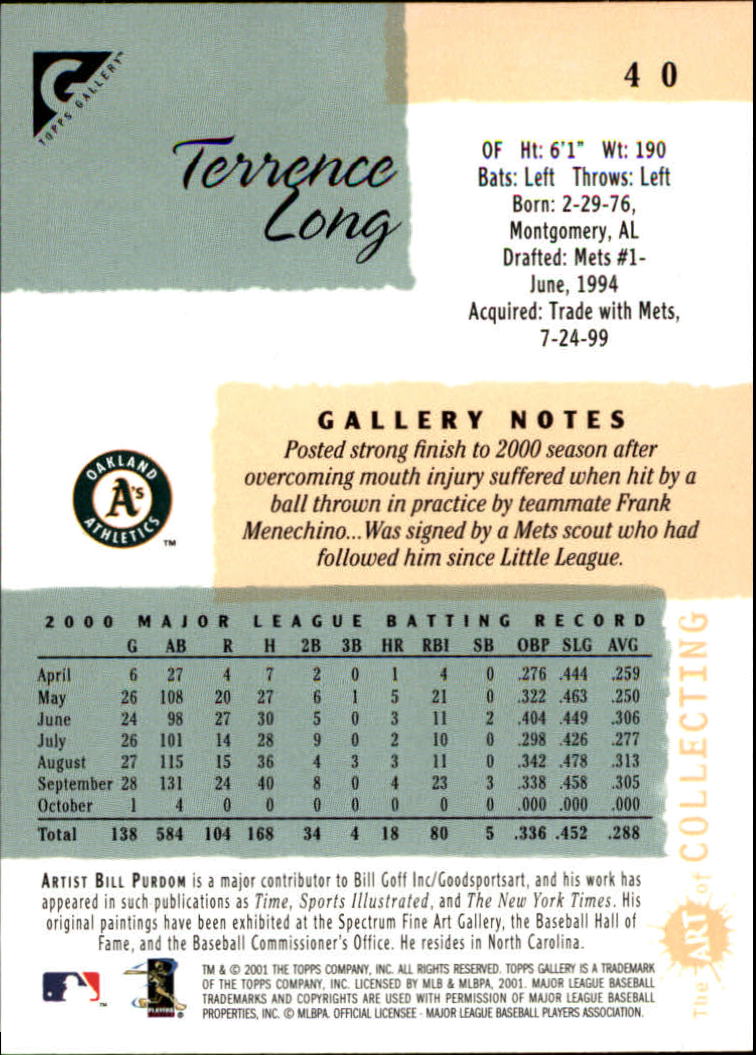 G
TOPPS GALLERY™
40
Terrence
Long
OF Ht: 6'1" Wt: 190
Bats: Left Throws: Left
Born: 2-29-76,
Montgomery, AL
Drafted: Mets #1-
June, 1994
Acquired: Trade with Mets,
7-24-99
GALLERY NOTES
Posted strong finish to 2000 season after
overcoming mouth injury suffered when hit by a
ball thrown in practice by teammate Frank
Menechino...Was signed by a Mets scout who had
followed him since Little League.
OAKLAND
A's
ATHLETICS
™
2000 MAJOR LEAGUE BATTING RECORD
G AB R H 2B 3B HR RBI SB OBP SLG AVG
April 6 27 4 7 2 0 1 4 0 .276 .444 .259
May 26 108 20 27 6 1 5 21 0 .322 .463 .250
June 24 98 27 30 5 0 3 11 2 .404 .449 .306
July 26 101 14 28 9 0 2 10 0 .298 .426 .277
August 27 115 15 36 4 3 3 11 0 .342 .478 .313
September 28 131 24 40 8 0 4 23 3 .338 .458 .305
October 1 4 0 0 0 0 0 0 0 .000 .000 .000
Total 138 584 104 168 34 4 18 80 5 .336 .452 .288
The ART of COLLECTING
ARTIST BILL PURDOM is a major contributor to Bill Goff Inc/Goodsportsart, and his work has
appeared in such publications as Time, Sports Illustrated, and The New York Times. His
original paintings have been exhibited at the Spectrum Fine Art Gallery, the Baseball Hall of
Fame, and the Baseball Commissioner's Office. He resides in North Carolina.
TM & © 2001 THE TOPPS COMPANY, INC. ALL RIGHTS RESERVED. TOPPS GALLERY IS A TRADEMARK
OF THE TOPPS COMPANY, INC. LICENSED BY MLB & MLBPA, 2001. MAJOR LEAGUE BASEBALL
TRADEMARKS AND COPYRIGHTS ARE USED WITH PERMISSION OF MAJOR LEAGUE BASEBALL
PROPERTIES, INC. © MLBPA. OFFICIAL LICENSEE - MAJOR LEAGUE BASEBALL PLAYERS ASSOCIATION.